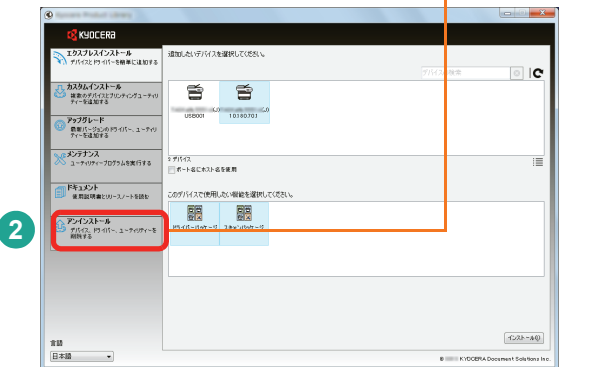 KYOCERA
エクスプレスインストール
デバイスとドライバーを簡単に追加する
カスタムインストール
複数のデバイスとプリンティングユーティリ
ティーを追加する
アップグレード
最新バージョンのドライバー、ユーティリ
ティーを追加する
メンテナンス
ユーティリティープログラムを実行する
ドキュメント
使用説明書とリリースノートを読む
2
アンインストール
デバイス、ドライバー、ユーティリティーを
削除する
言語
日本語
追加したいデバイスを選択してください。
デバイスの検索
USB001
10.180.70.1
2 デバイス
ポート名にホスト名を使用
このデバイスで使用したい機能を選択してください。
ドライバーパッケージ
スキャンパッケージ
インストール(I)
KYOCERA Document Solutions Inc.